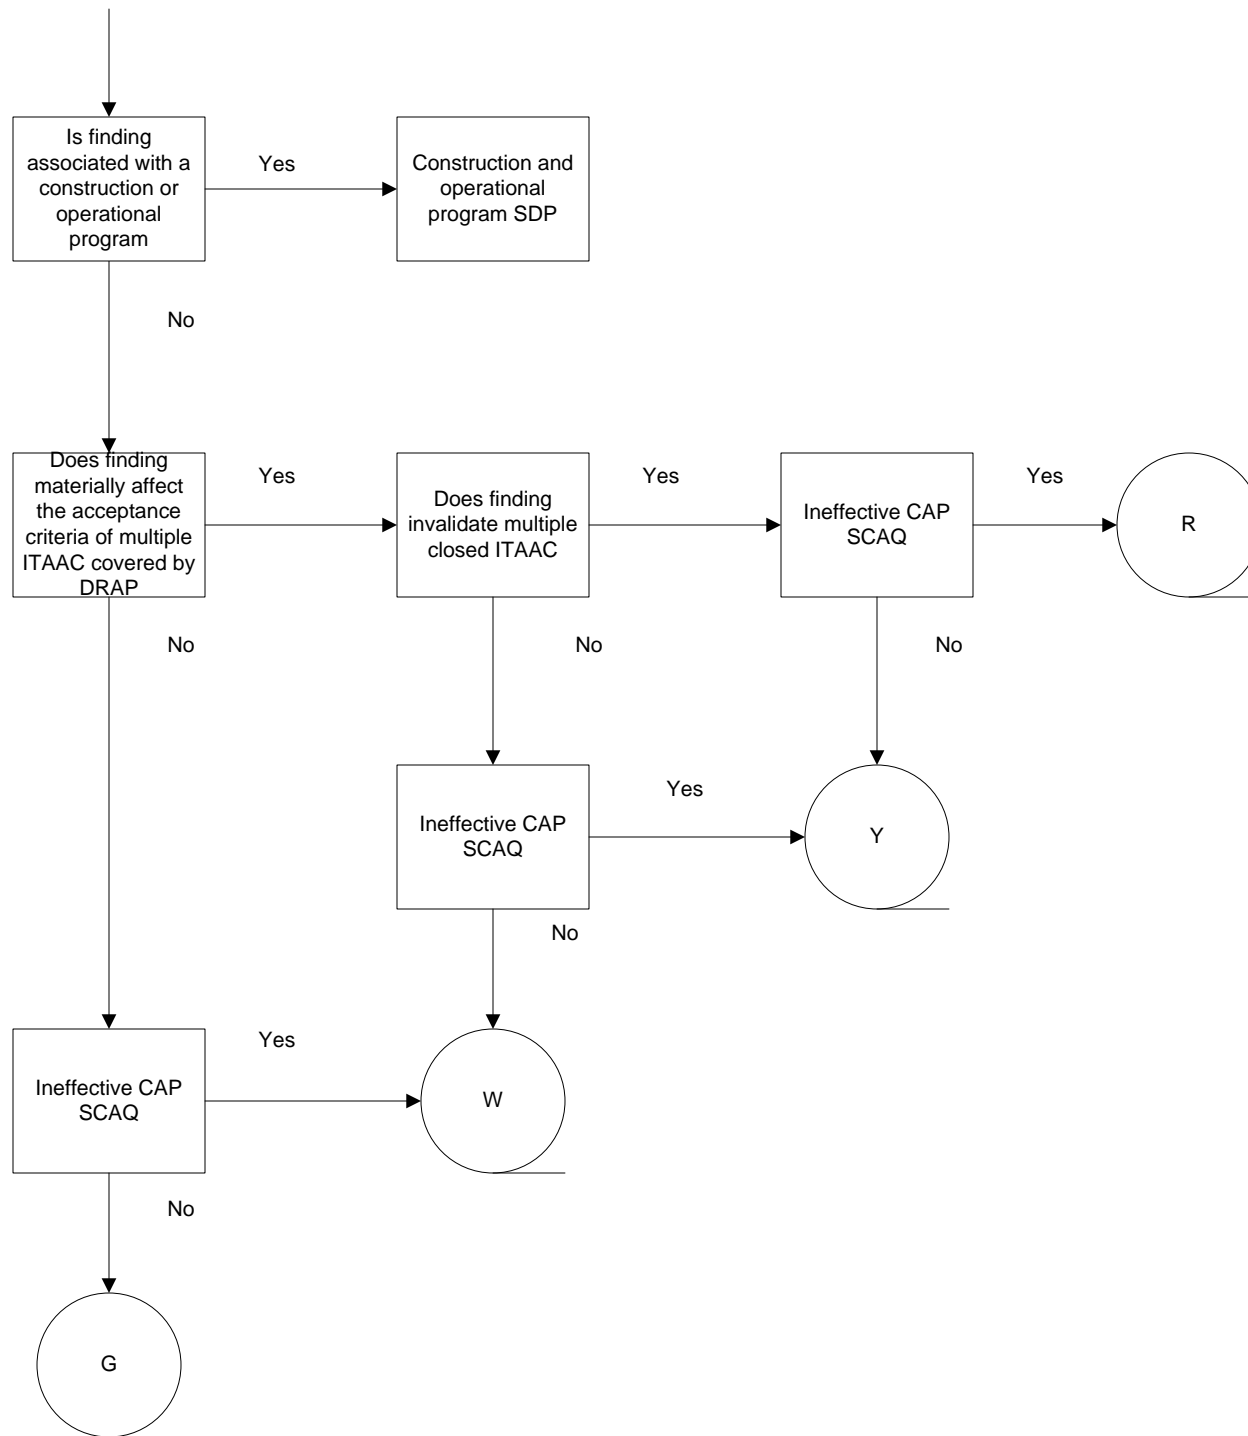 Is finding
associated with a
construction or
operational
program
Yes
Construction and
operational
program SDP
No
Does finding
materially affect
the acceptance
criteria of multiple
ITAAC covered by
DRAP
Yes
Does finding
invalidate multiple
closed ITAAC
Yes
Ineffective CAP
SCAQ
Yes
R
No
No
No
Ineffective CAP
SCAQ
Yes
Y
No
Ineffective CAP
SCAQ
Yes
W
No
G